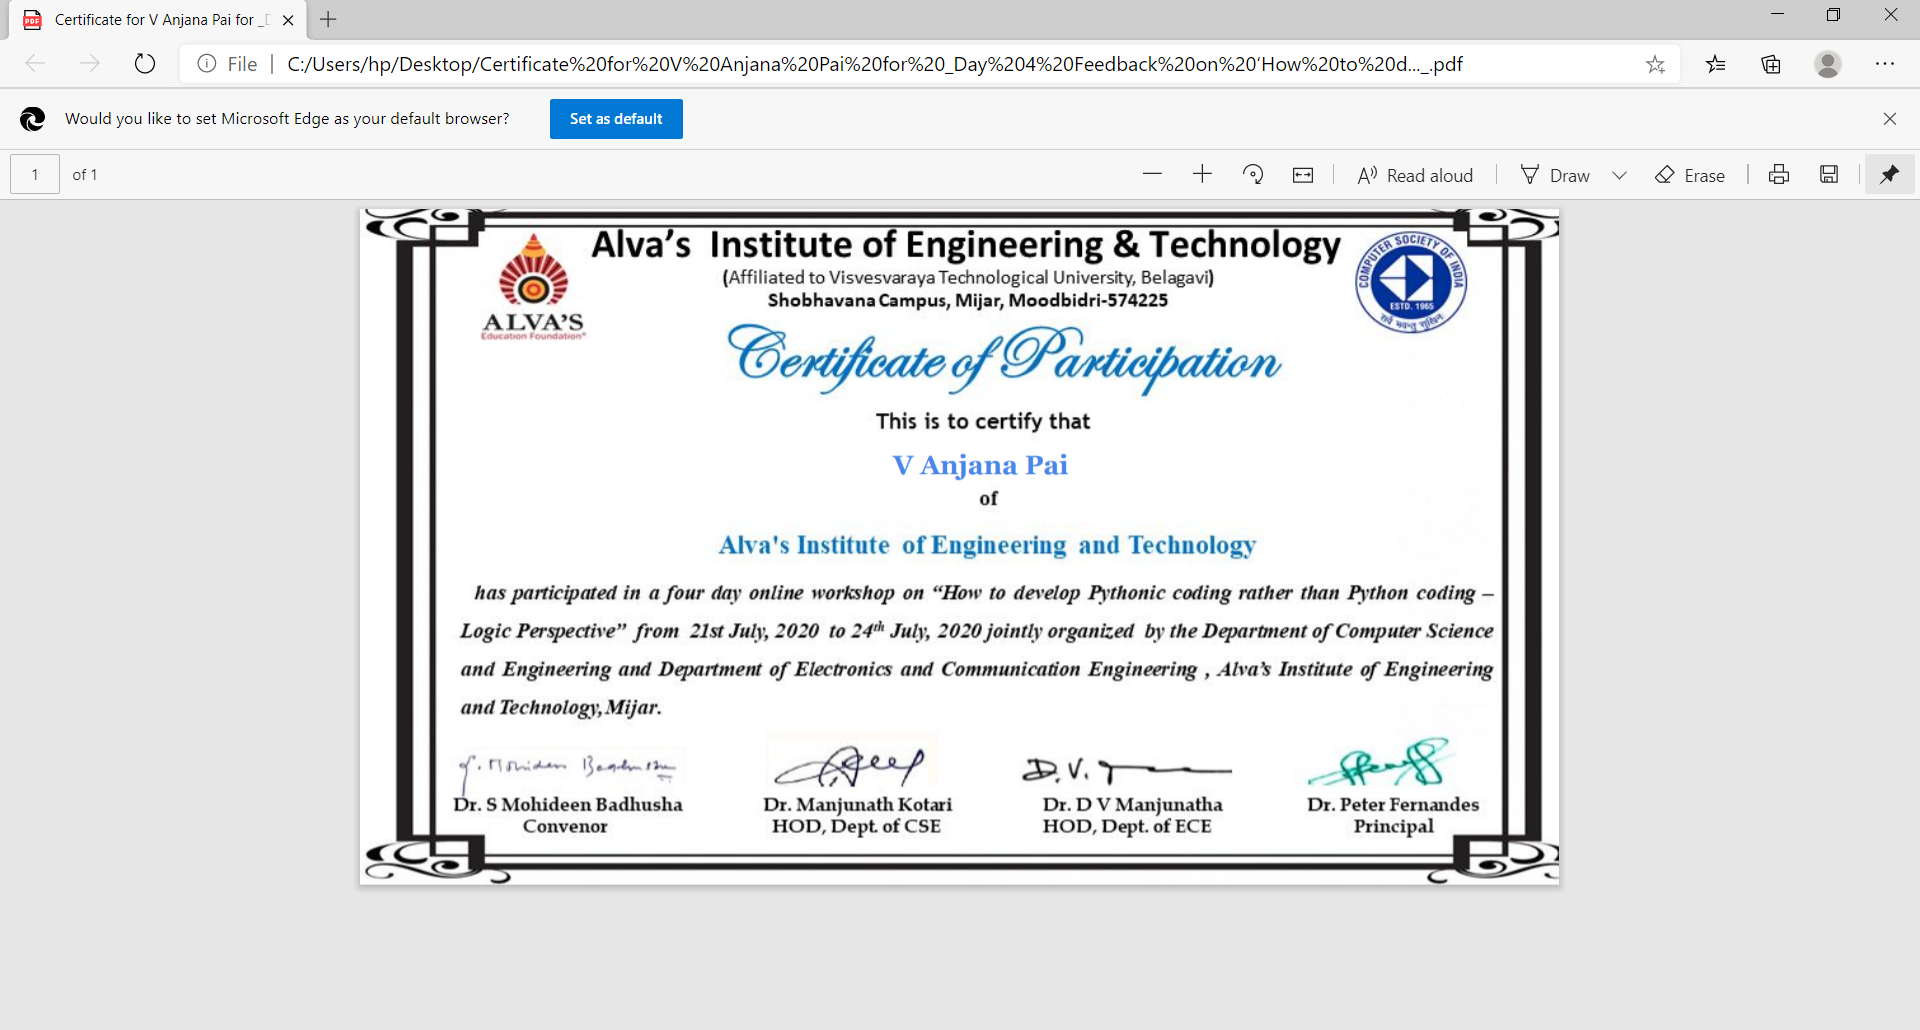 Certificate for V Anjana Pai for _D
File
C:/Users/hp/Desktop/Certificate%20for%20V%20Anjana%20Pai%20for%20_Day%204%20Feedback%20on%20‘How%20to%20d..._.pdf
Would you like to set Microsoft Edge as your default browser?
Set as default
1 of 1
Read aloud
Draw
Erase
Alva’s Institute of Engineering & Technology
(Affiliated to Visvesvaraya Technological University, Belagavi)
Shobhavana Campus, Mijar, Moodbidri-574225
ALVA’S
Education Foundation®
COMPUTER SOCIETY OF INDIA
ESTD. 1965
Certificate of Participation
This is to certify that
V Anjana Pai
of
Alva's Institute of Engineering and Technology
has participated in a four day online workshop on “How to develop Pythonic coding rather than Python coding –
Logic Perspective” from 21st July, 2020 to 24th July, 2020 jointly organized by the Department of Computer Science
and Engineering and Department of Electronics and Communication Engineering , Alva’s Institute of Engineering
and Technology, Mijar.
D.V.
Dr. S Mohideen Badhusha
Convenor
Dr. Manjunath Kotari
HOD, Dept. of CSE
Dr. D V Manjunatha
HOD, Dept. of ECE
Dr. Peter Fernandes
Principal